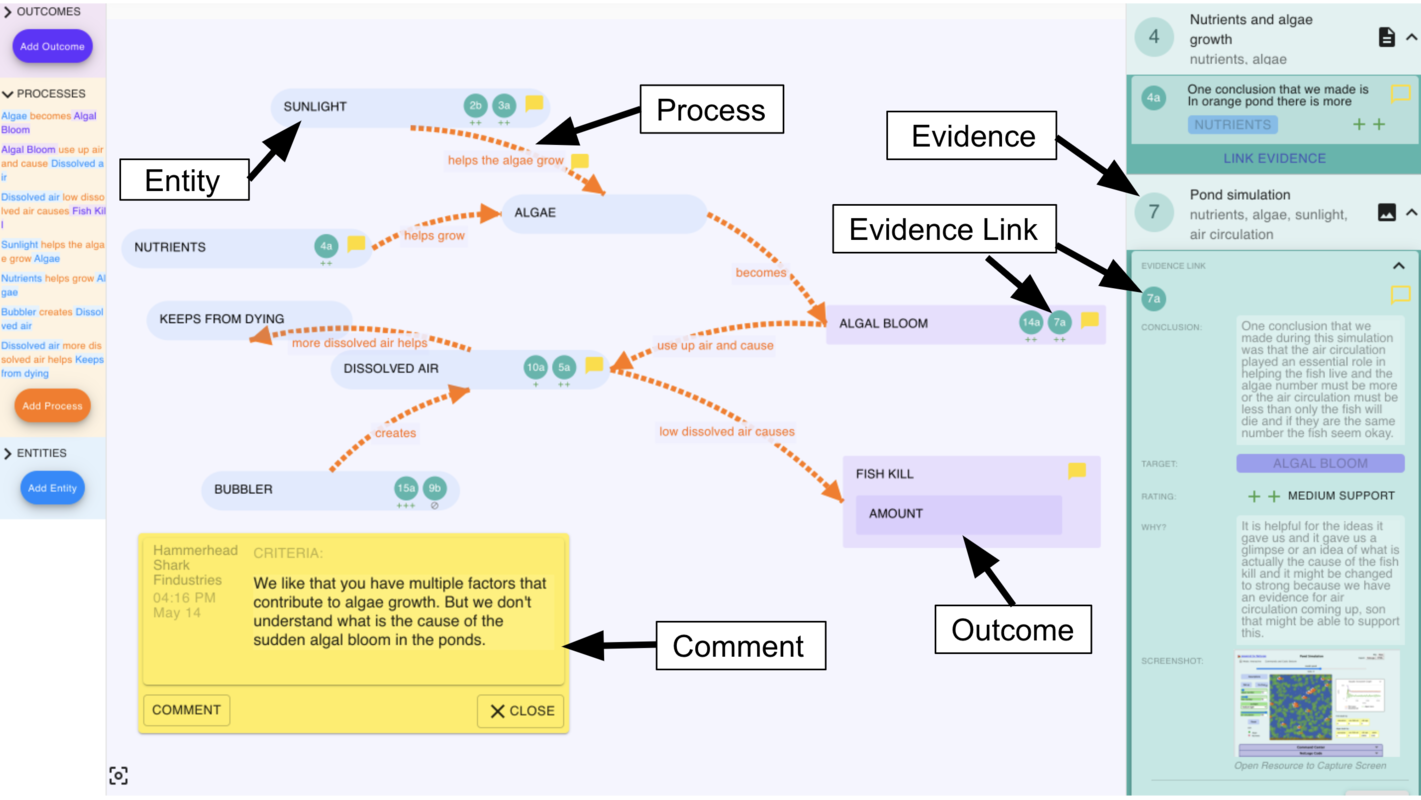 OUTCOMES
Add Outcome
PROCESSES
Algae becomes Algal
Bloom
Algal Bloom use up air
and cause Dissolved a
ir
Dissolved air low disso
lved air causes Fish Kil
l
Sunlight helps the alga
e grow Algae
Nutrients helps grow Al
gae
Bubbler creates Dissol
ved air
Dissolved air more dis
solved air helps Keeps
from dying
Add Process
ENTITIES
Add Entity
SUNLIGHT
2b
3a
++
++
Process
helps the algae grow
Entity
ALGAE
NUTRIENTS
4a
++
helps grow
becomes
KEEPS FROM DYING
more dissolved air helps
DISSOLVED AIR
10a
5a
+
++
use up air and cause
ALGAL BLOOM
14a
7a
++
++
creates
low dissolved air causes
BUBBLER
15a
9b
+++
FISH KILL
AMOUNT
Outcome
Hammerhead
Shark
Findustries
04:16 PM
May 14
CRITERIA:
We like that you have multiple factors that
contribute to algae growth. But we don't
understand what is the cause of the
sudden algal bloom in the ponds.
COMMENT
CLOSE
Comment
Evidence
Evidence Link
4
Nutrients and algae
growth
nutrients, algae
4a
One conclusion that we made is
In orange pond there is more
NUTRIENTS
+ +
LINK EVIDENCE
7
Pond simulation
nutrients, algae, sunlight,
air circulation
EVIDENCE LINK
7a
CONCLUSION:
One conclusion that we
made during this simulation
was that the air circulation
played an essential role in
helping the fish live and the
algae number must be more
or the air circulation must be
less than only the fish will
die and if they are the same
number the fish seem okay.
TARGET:
ALGAL BLOOM
RATING:
+ + MEDIUM SUPPORT
WHY?
It is helpful for the ideas it
gave us and it gave us a
glimpse or an idea of what is
actually the cause of the fish
kill and it might be changed
to strong because we have
an evidence for air
circulation coming up, son
that might be able to support
this.
SCREENSHOT:
Open Resource to Capture Screen